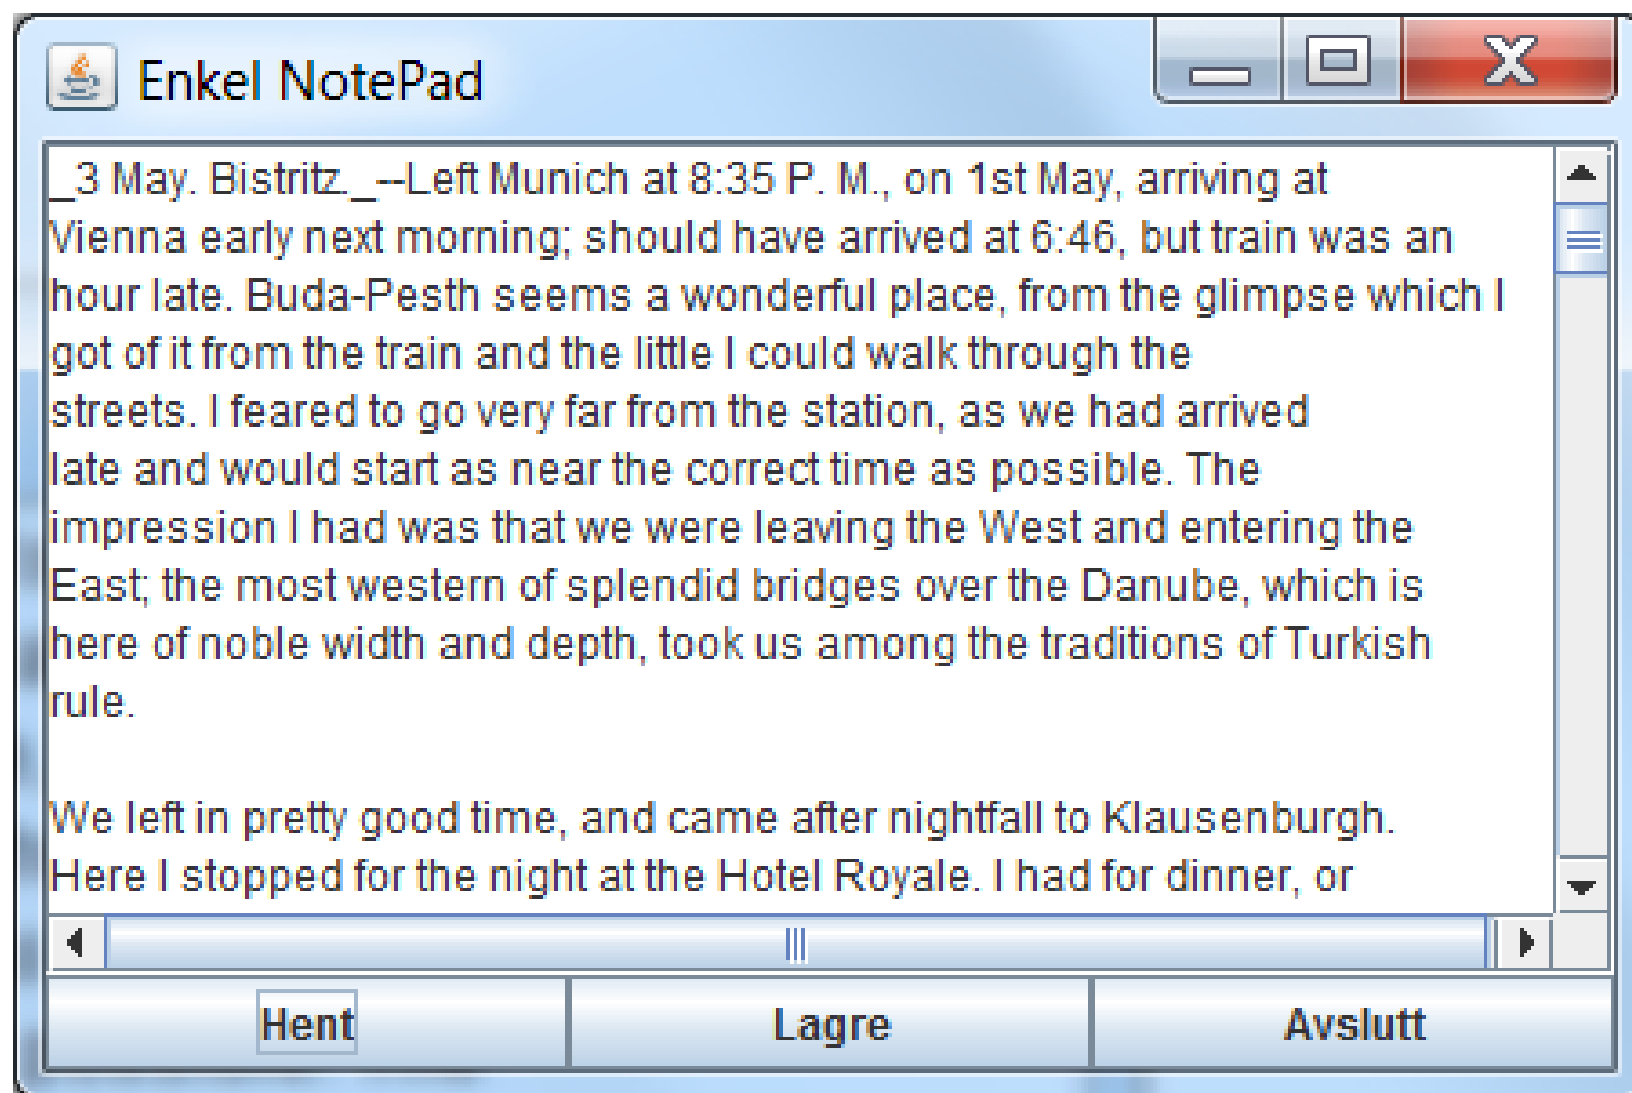 Enkel NotePad
_3 May. Bistritz._--Left Munich at 8:35 P. M., on 1st May, arriving at
Vienna early next morning; should have arrived at 6:46, but train was an
hour late. Buda-Pesth seems a wonderful place, from the glimpse which I
got of it from the train and the little I could walk through the
streets. I feared to go very far from the station, as we had arrived
late and would start as near the correct time as possible. The
impression I had was that we were leaving the West and entering the
East; the most western of splendid bridges over the Danube, which is
here of noble width and depth, took us among the traditions of Turkish
rule.
We left in pretty good time, and came after nightfall to Klausenburgh.
Here I stopped for the night at the Hotel Royale. I had for dinner, or
Hent Lagre Avslutt